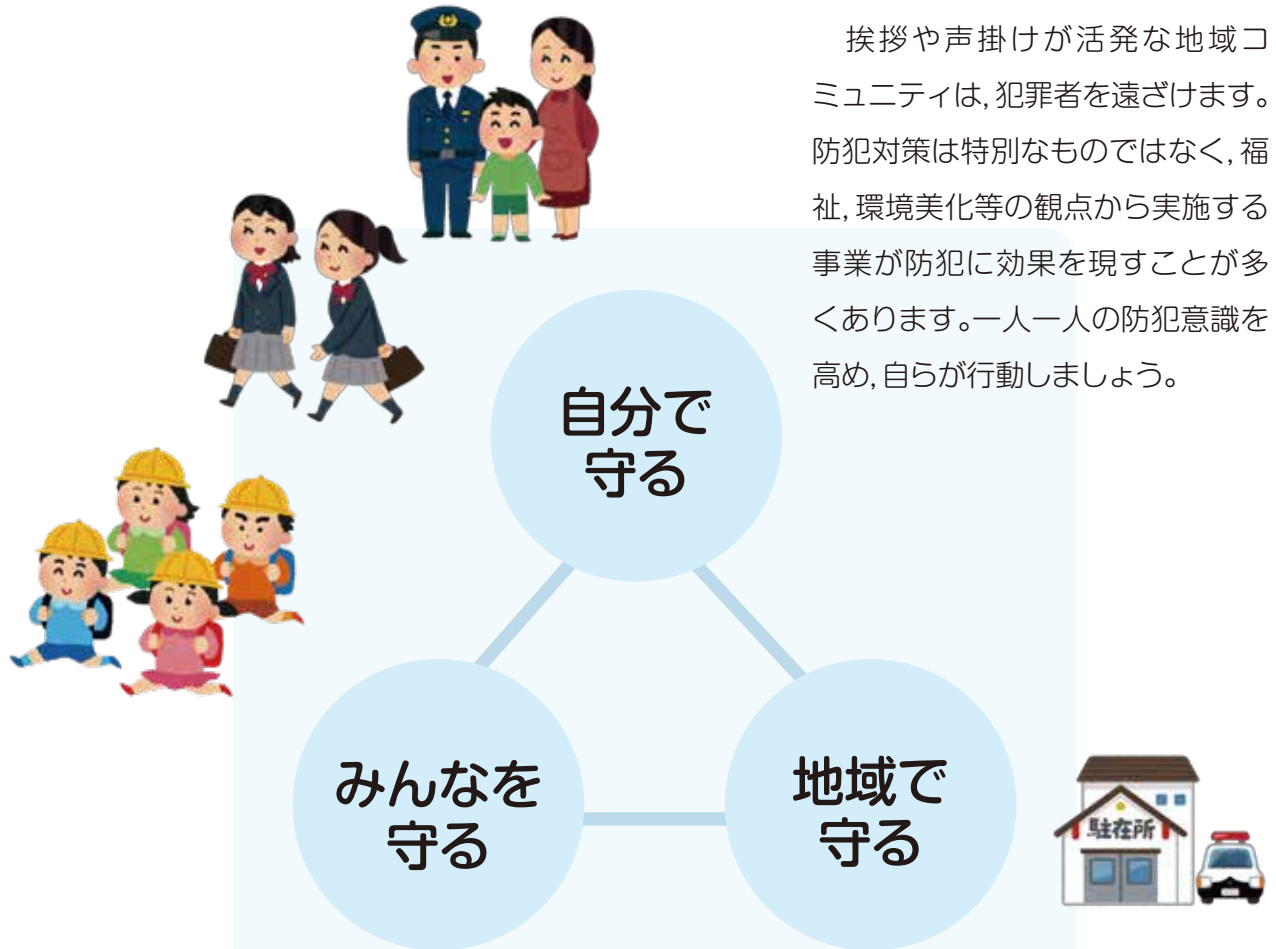 挨拶や声掛けが活発な地域コ
ミュニティは,犯罪者を遠ざけます。
防犯対策は特別なものではなく,福
祉,環境美化等の観点から実施する
事業が防犯に効果を現すことが多
くあります。一人一人の防犯意識を
高め,自らが行動しましょう。
自分で
守る
みんなを
守る
地域で
守る
駐在所